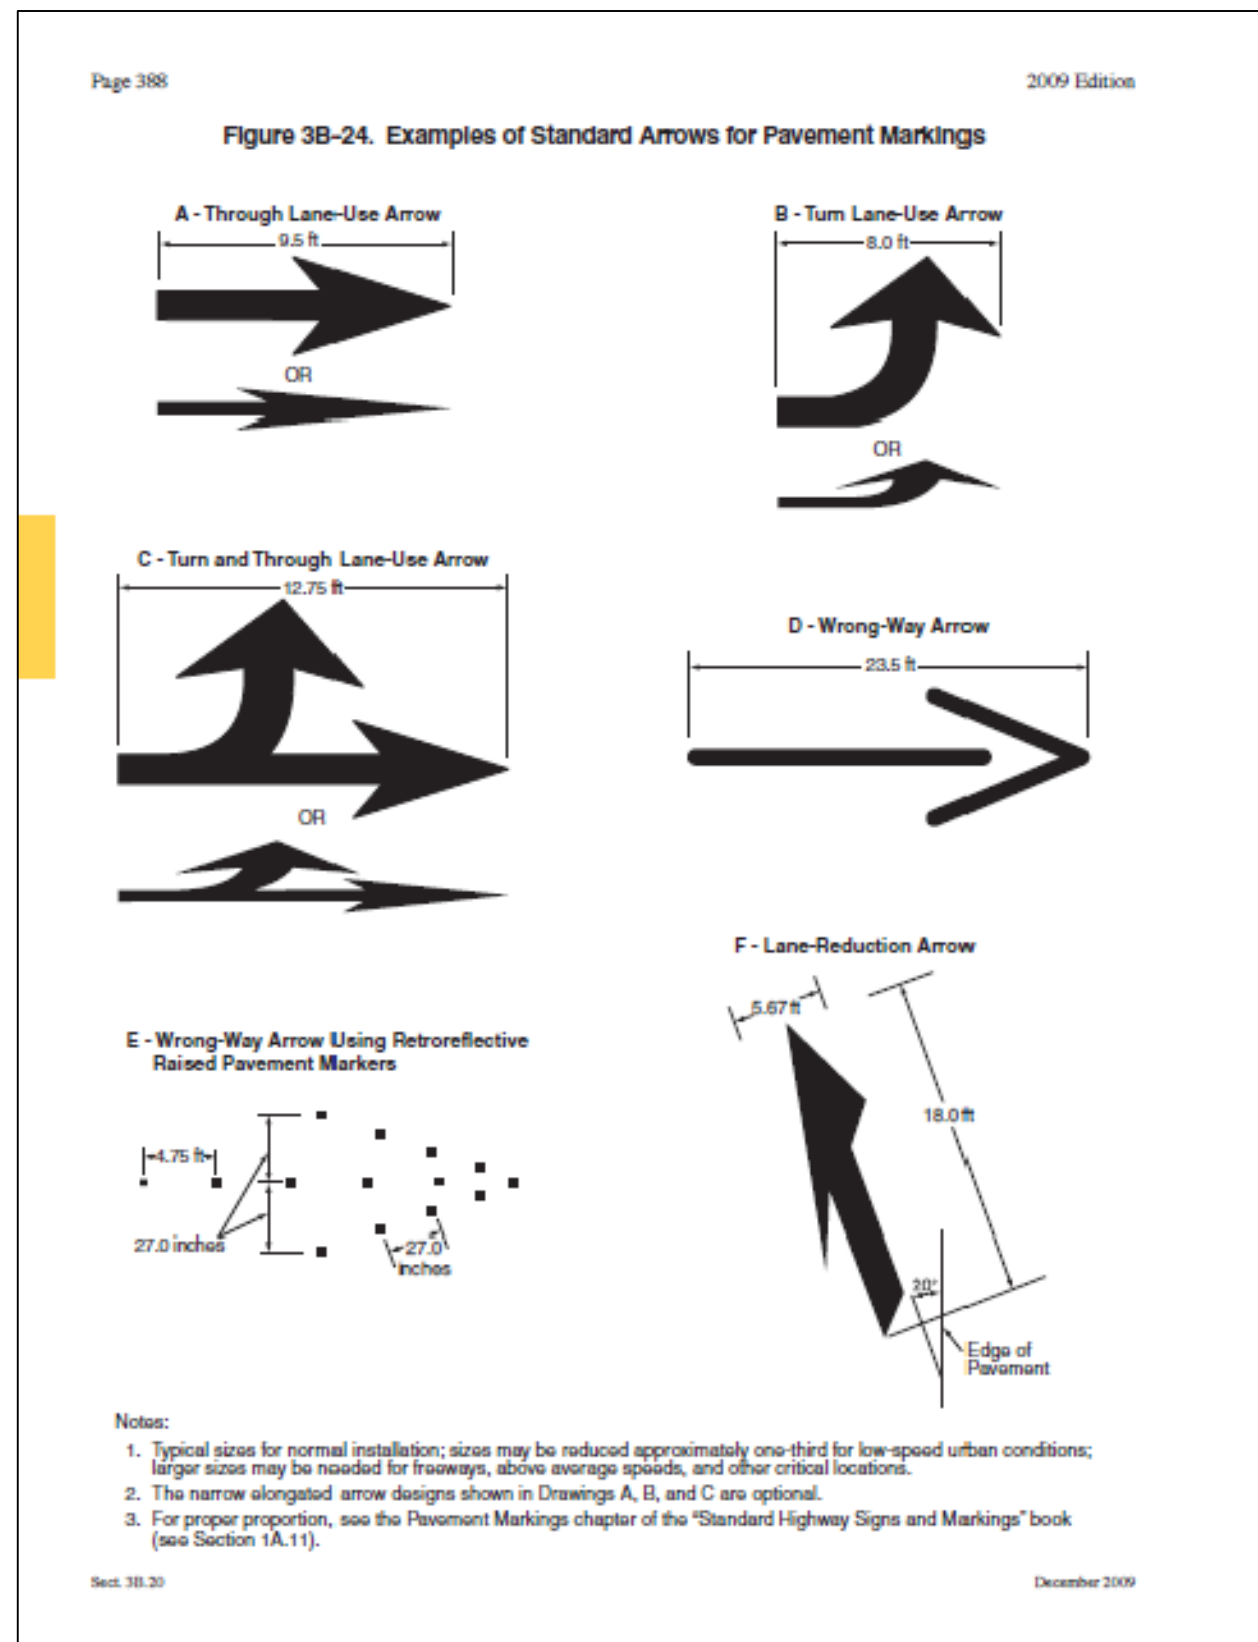 Page 388
2009 Edition
Figure 3B-24. Examples of Standard Arrows for Pavement Markings
A - Through Lane-Use Arrow
9.5 ft
OR
B - Turn Lane-Use Arrow
8.0 ft
OR
C - Turn and Through Lane-Use Arrow
12.75 ft
OR
D - Wrong-Way Arrow
23.5 ft
E - Wrong-Way Arrow Using Retroreflective
Raised Pavement Markers
4.75 ft
27.0 inches
27.0
inches
F - Lane-Reduction Arrow
5.67 ft
18.0 ft
20°
Edge of
Pavement
Notes:
1. Typical sizes for normal installation; sizes may be reduced approximately one-third for low-speed urban conditions;
larger sizes may be needed for freeways, above average speeds, and other critical locations.
2. The narrow elongated arrow designs shown in Drawings A, B, and C are optional.
3. For proper proportion, see the Pavement Markings chapter of the "Standard Highway Signs and Markings" book
(see Section 1A.11).
Sect. 3B.20
December 2009